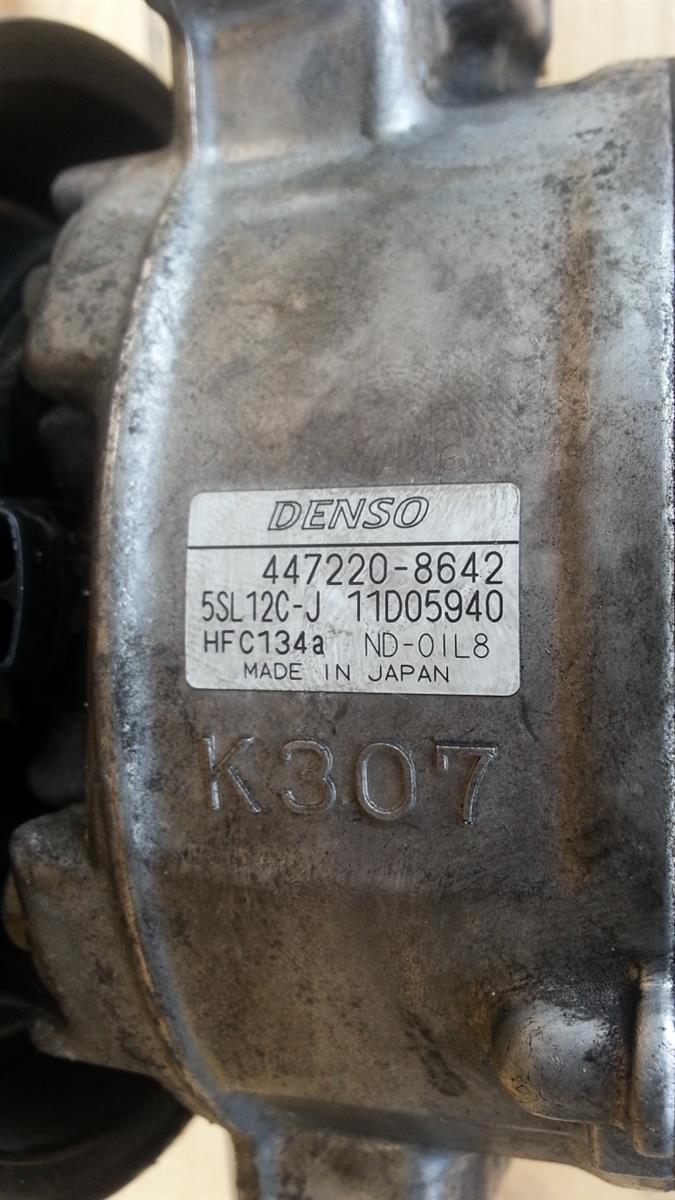 DENSO
447220-8642
5SL12C-J 11D05940
HFC134a ND-OIL8
MADE IN JAPAN
K307